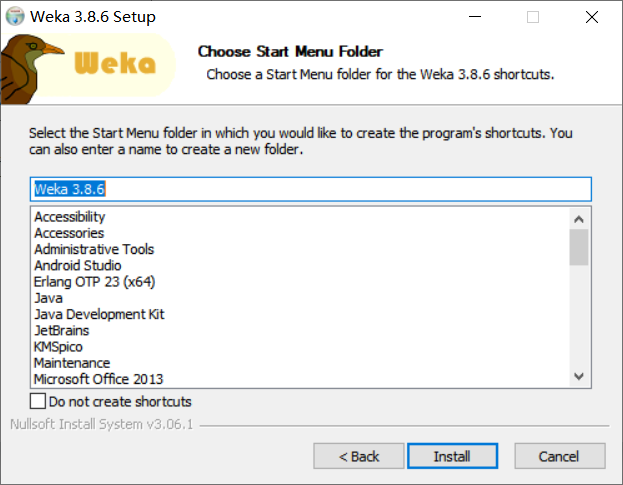 Weka 3.8.6 Setup
Weka
Choose Start Menu Folder
Choose a Start Menu folder for the Weka 3.8.6 shortcuts.
Select the Start Menu folder in which you would like to create the program's shortcuts. You
can also enter a name to create a new folder.
Weka 3.8.6
Accessibility
Accessories
Administrative Tools
Android Studio
Erlang OTP 23 (x64)
Java
Java Development Kit
JetBrains
KMSpico
Maintenance
Microsoft Office 2013
Do not create shortcuts
Nullsoft Install System v3.06.1
< Back
Install
Cancel